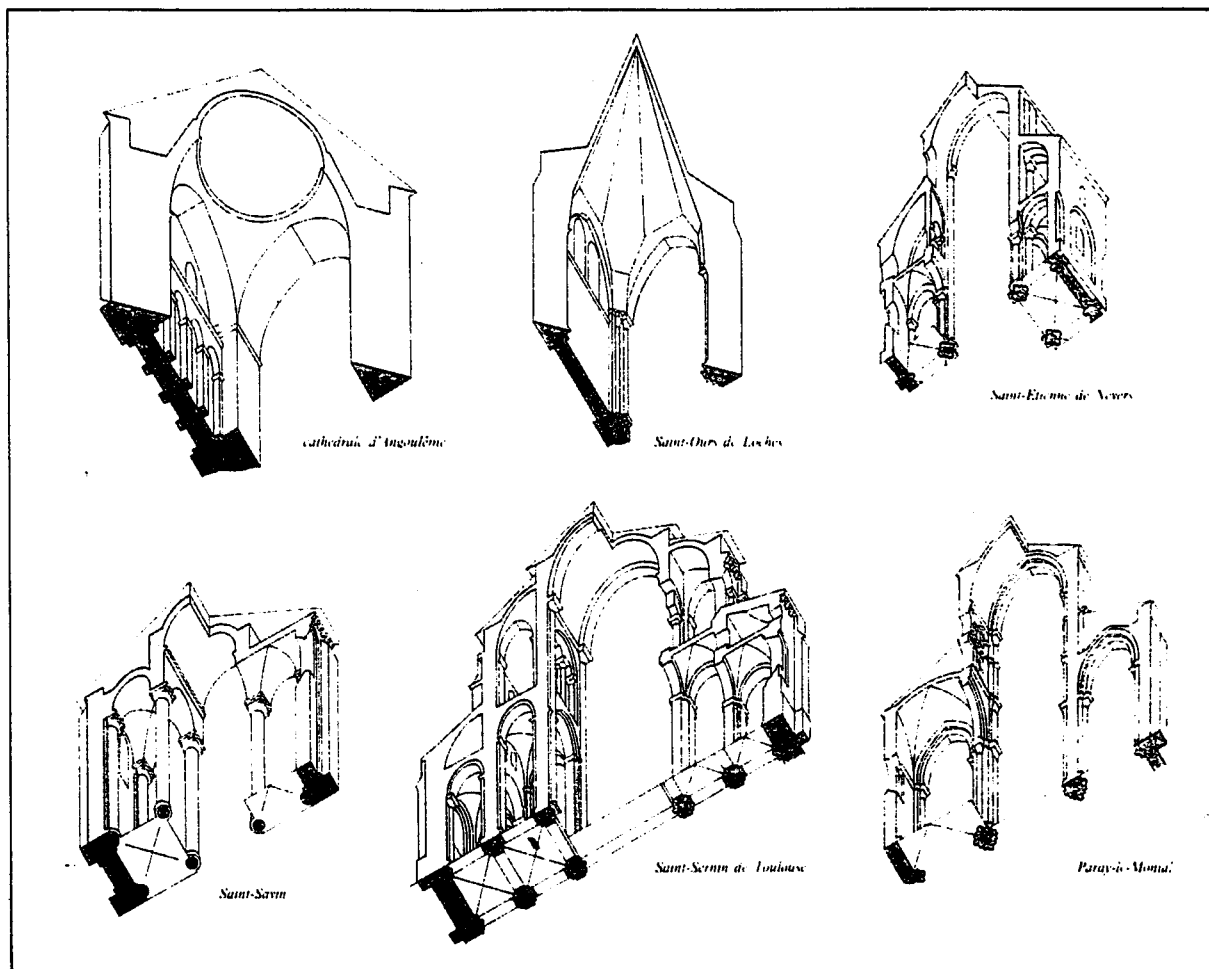 cathédrale d'Angoulême
Saint-Ours de Loches
Saint-Etienne de Nevers
Saint-Savin
Saint-Sernin de Toulouse
Paray-le-Monial